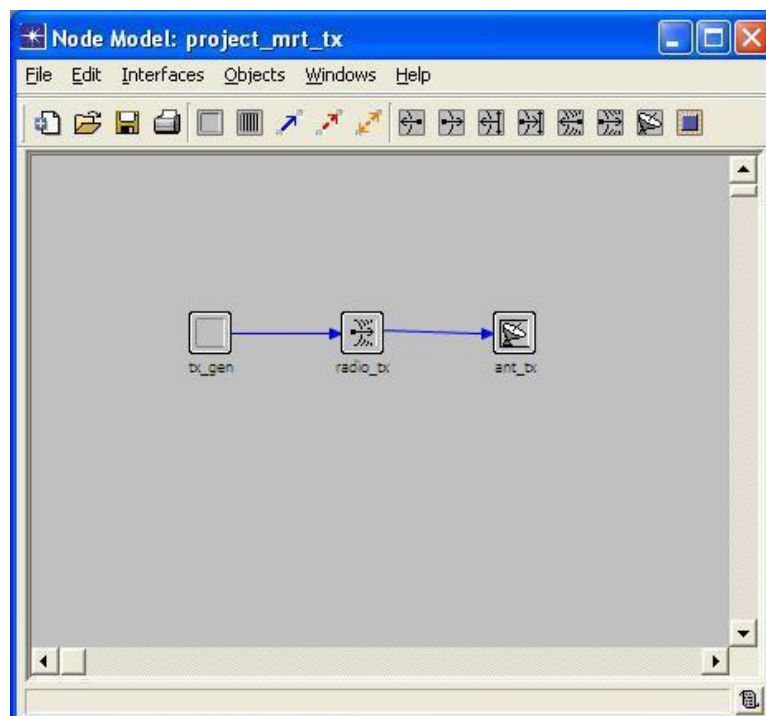 Node Model: project_mrt_tx
File Edit Interfaces Objects Windows Help
tx_gen radio_tx ant_tx